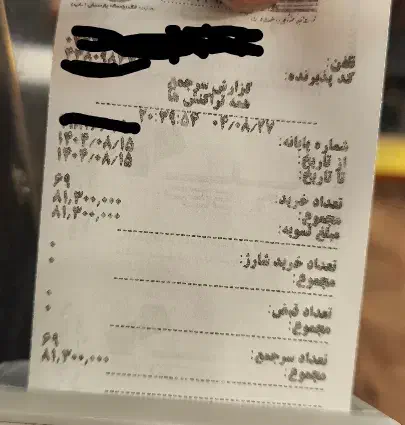 تلفن:
کد پذیرنده:
گزارش سرجمع
همه تراکنش ها
۲۰:۳۹:۵۳ ۰۴/۰۸/۲۷
شماره پایانه:
از تاریخ: ۱۴۰۴/۰۸/۱۵
تا تاریخ: ۱۴۰۴/۰۸/۱۵
تعداد خرید: ۶۹
مجموع: ۸۱,۳۰۰,۰۰۰
مبلغ تسویه: ۸۱,۳۰۰,۰۰۰
تعداد خرید شارژ: ۰
مجموع: ۰
تعداد قبض: ۰
مجموع: ۰
تعداد سرجمع: ۶۹
مجموع: ۸۱,۳۰۰,۰۰۰